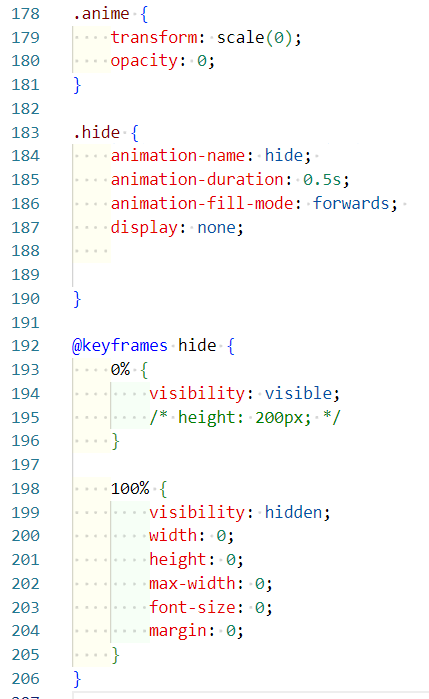 178 .anime {
179     transform: scale(0);
180     opacity: 0;
181 }
182
183 .hide {
184     animation-name: hide;
185     animation-duration: 0.5s;
186     animation-fill-mode: forwards;
187     display: none;
188
189
190 }
191
192 @keyframes hide {
193     0% {
194         visibility: visible;
195         /* height: 200px; */
196     }
197
198     100% {
199         visibility: hidden;
200         width: 0;
201         height: 0;
202         max-width: 0;
203         font-size: 0;
204         margin: 0;
205     }
206 }